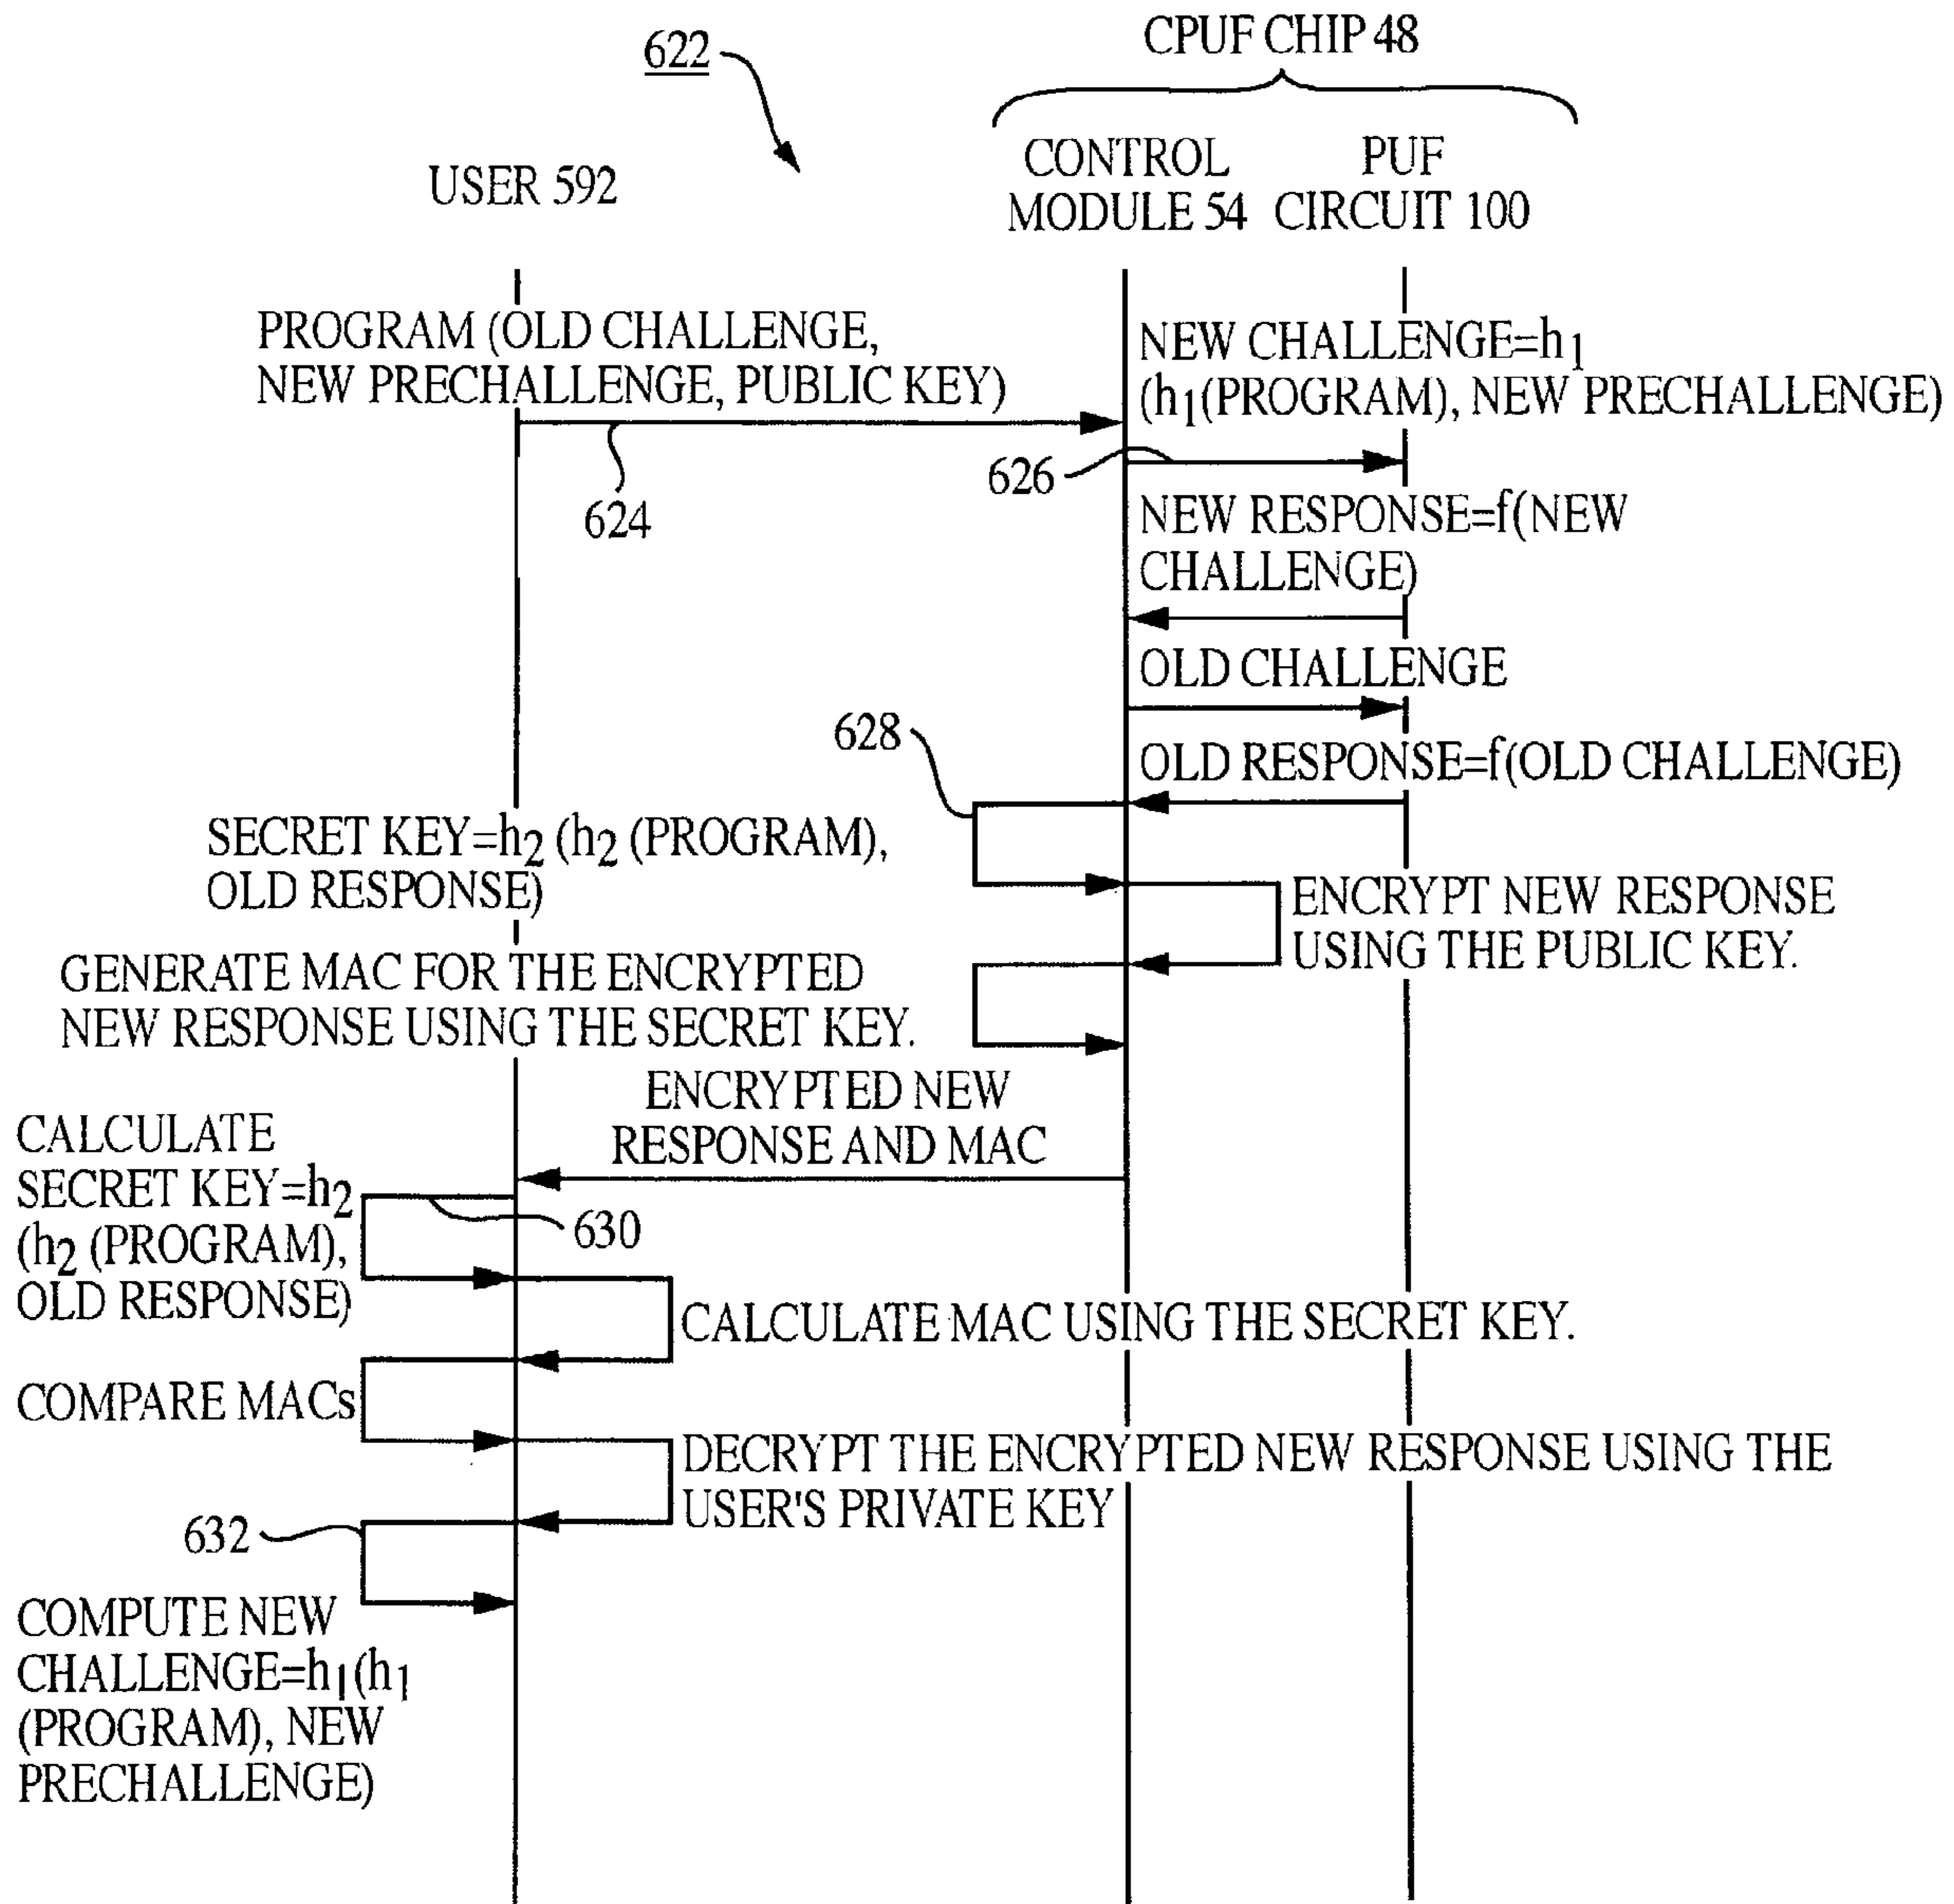 CPUF CHIP 48
622
CONTROL
MODULE 54
PUF
CIRCUIT 100
USER 592
PROGRAM (OLD CHALLENGE,
NEW PRECHALLENGE, PUBLIC KEY)
624
NEW CHALLENGE=h1
(h1(PROGRAM), NEW PRECHALLENGE)
626
NEW RESPONSE=f(NEW
CHALLENGE)
OLD CHALLENGE
628
OLD RESPONSE=f(OLD CHALLENGE)
SECRET KEY=h2 (h2 (PROGRAM),
OLD RESPONSE)
ENCRYPT NEW RESPONSE
USING THE PUBLIC KEY.
GENERATE MAC FOR THE ENCRYPTED
NEW RESPONSE USING THE SECRET KEY.
ENCRYPTED NEW
RESPONSE AND MAC
CALCULATE
SECRET KEY=h2
(h2 (PROGRAM),
OLD RESPONSE)
630
CALCULATE MAC USING THE SECRET KEY.
COMPARE MACs
DECRYPT THE ENCRYPTED NEW RESPONSE USING THE
USER'S PRIVATE KEY
632
COMPUTE NEW
CHALLENGE=h1(h1
(PROGRAM), NEW
PRECHALLENGE)